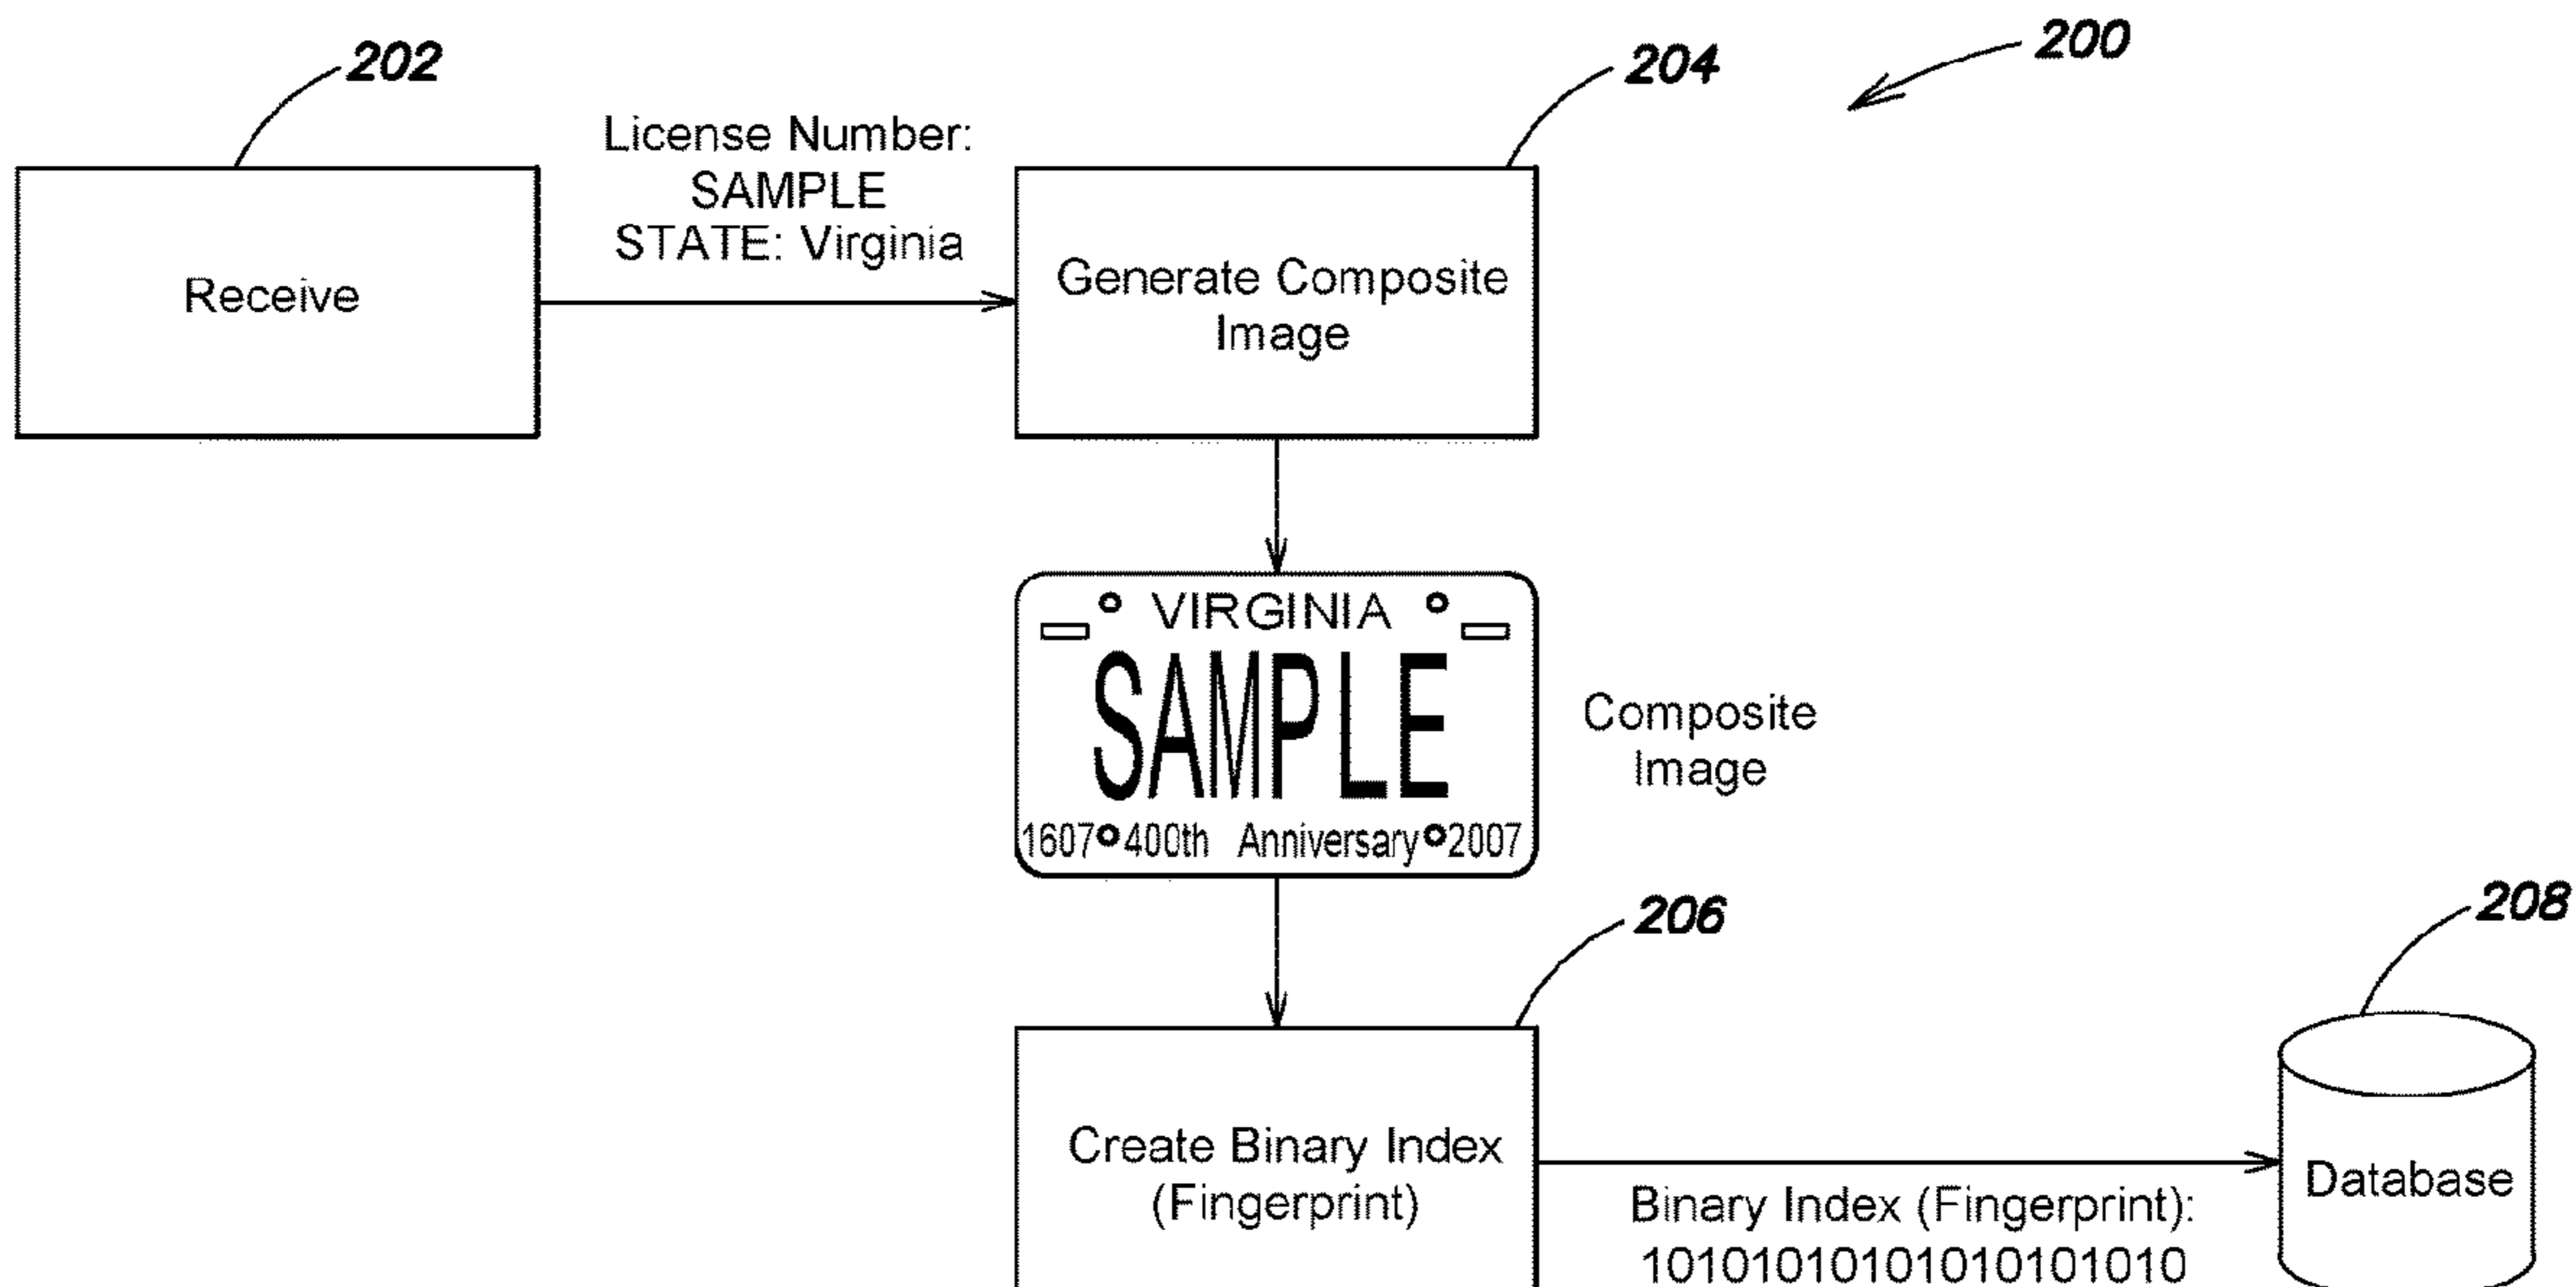 202
204
200
License Number:
SAMPLE
STATE: Virginia
Receive
Generate Composite
Image
VIRGINIA
SAMPLE
1607 400th Anniversary 2007
Composite
Image
206
208
Create Binary Index
(Fingerprint)
Binary Index (Fingerprint):
10101010101010101010
Database